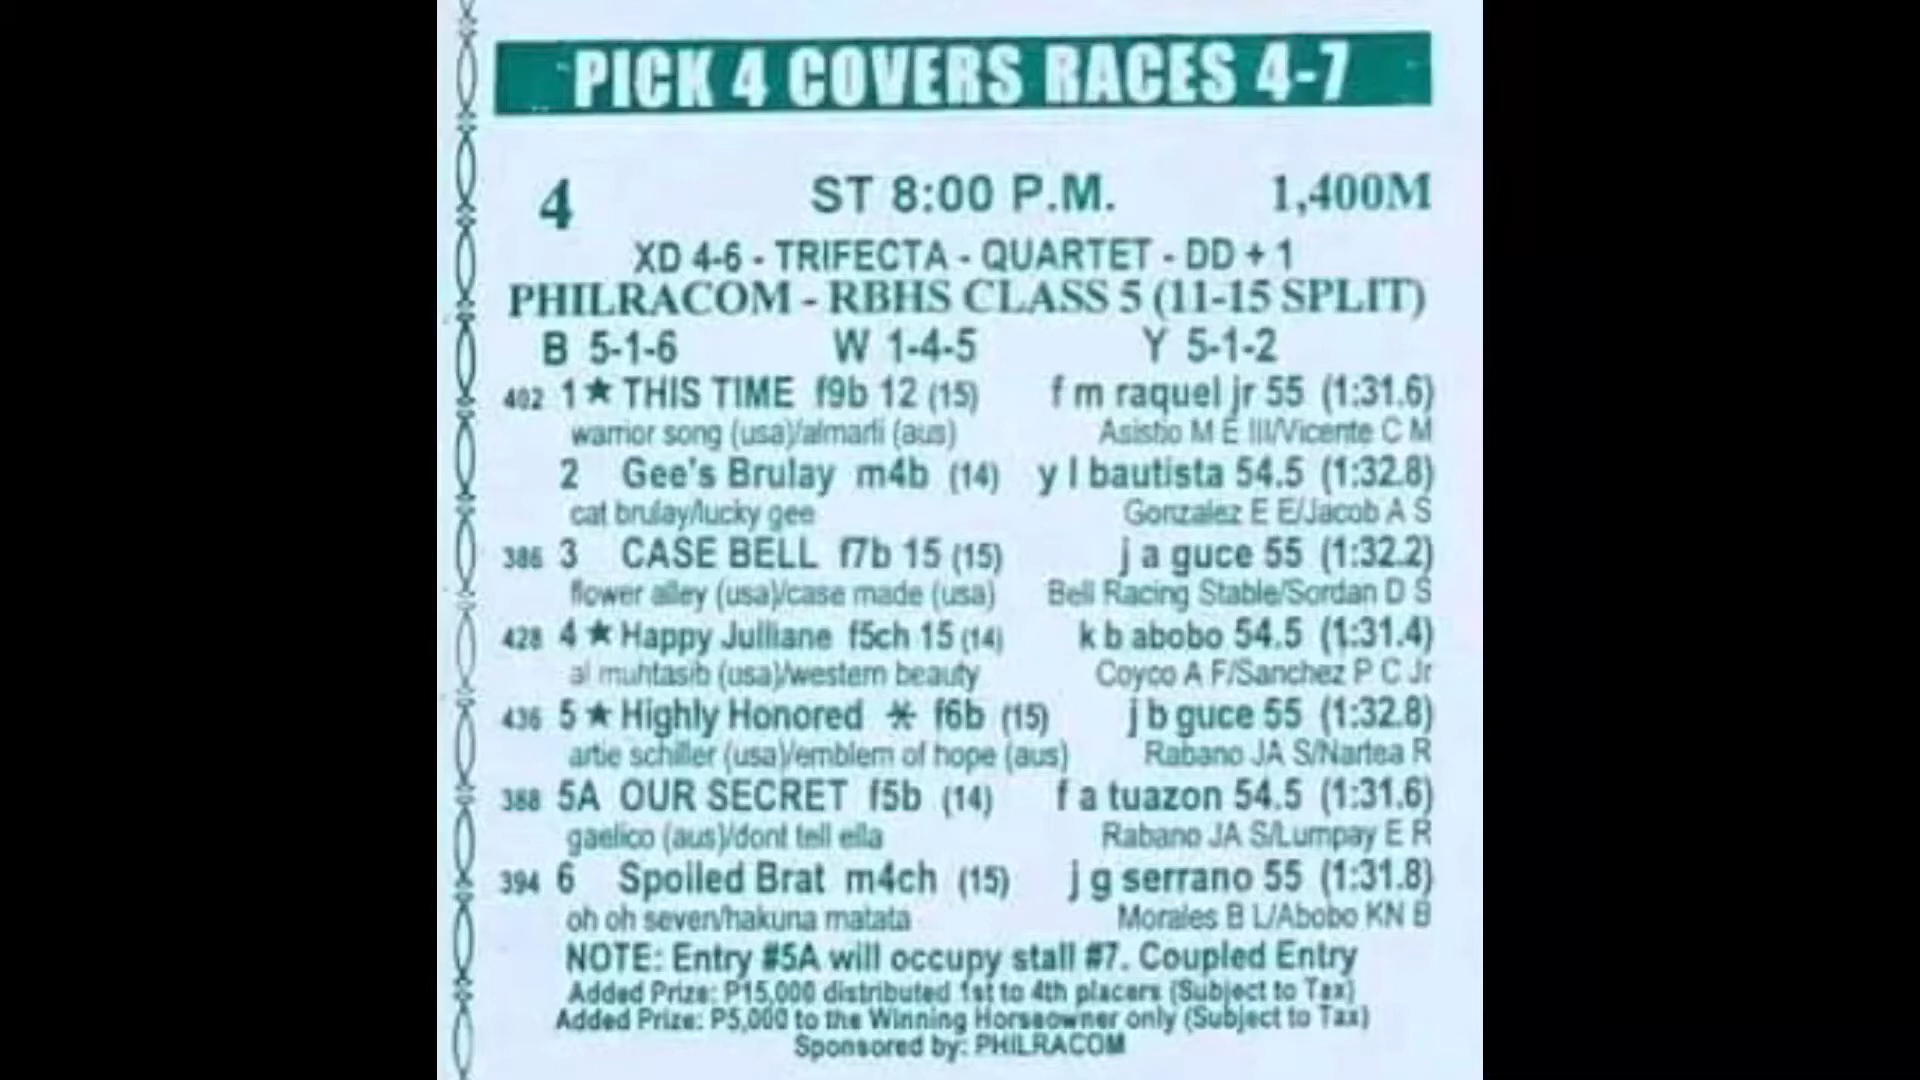 PICK 4 COVERS RACES 4-7
4 ST 8:00 P.M. 1,400M
XD 4-6 - TRIFECTA - QUARTET - DD + 1
PHILRACOM - RBHS CLASS 5 (11-15 SPLIT)
B 5-1-6 W 1-4-5 Y 5-1-2
402 1 ★ THIS TIME f9b 12 (15) f m raquel jr 55 (1:31.6)
warrior song (usa)/almarli (aus) Asistio M E III/Vicente C M
2 Gee's Brulay m4b (14) y l bautista 54.5 (1:32.8)
cat brulay/lucky gee Gonzalez E E/Jacob A S
386 3 CASE BELL f7b 15 (15) j a guce 55 (1:32.2)
flower alley (usa)/case made (usa) Bell Racing Stable/Sordan D S
428 4 ★ Happy Julliane f5ch 15 (14) k b abobo 54.5 (1:31.4)
al muhtasib (usa)/western beauty Coyco A F/Sanchez P C Jr
436 5 ★ Highly Honored * f6b (15) j b guce 55 (1:32.8)
artie schiller (usa)/emblem of hope (aus) Rabano JA S/Nartea R
388 5A OUR SECRET f5b (14) f a tuazon 54.5 (1:31.6)
gaelico (aus)/dont tell ella Rabano JA S/Lumpay E R
394 6 Spoiled Brat m4ch (15) j g serrano 55 (1:31.8)
oh oh seven/hakuna matata Morales B L/Abobo KN B
NOTE: Entry #5A will occupy stall #7. Coupled Entry
Added Prize: P15,000 distributed 1st to 4th placers (Subject to Tax)
Added Prize: P5,000 to the Winning Horseowner only (Subject to Tax)
Sponsored by: PHILRACOM